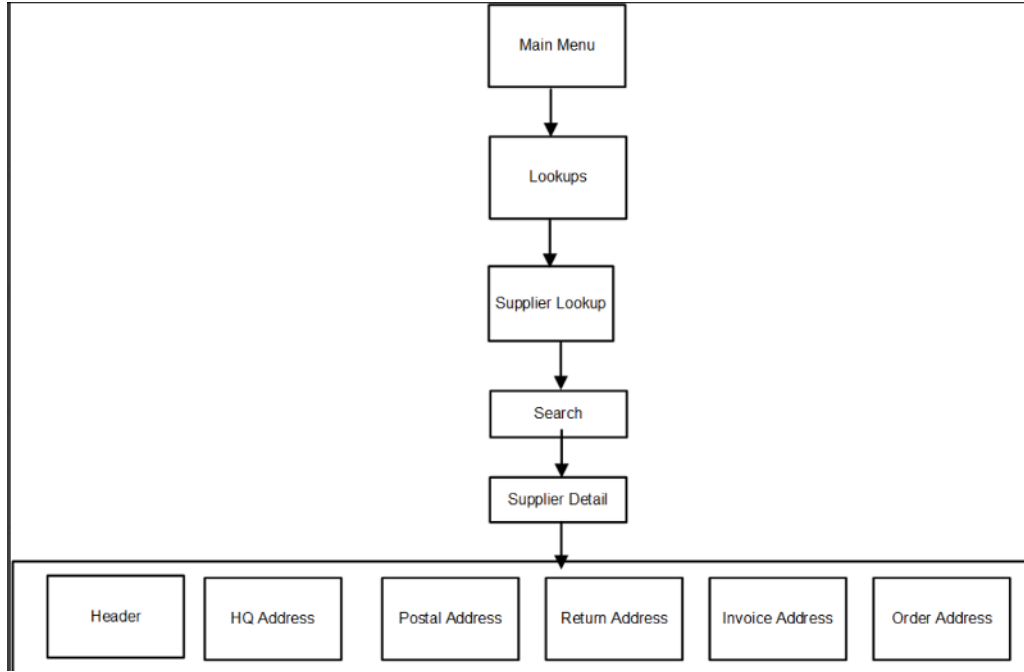 Main Menu
Lookups
Supplier Lookup
Search
Supplier Detail
Header
HQ Address
Postal Address
Return Address
Invoice Address
Order Address